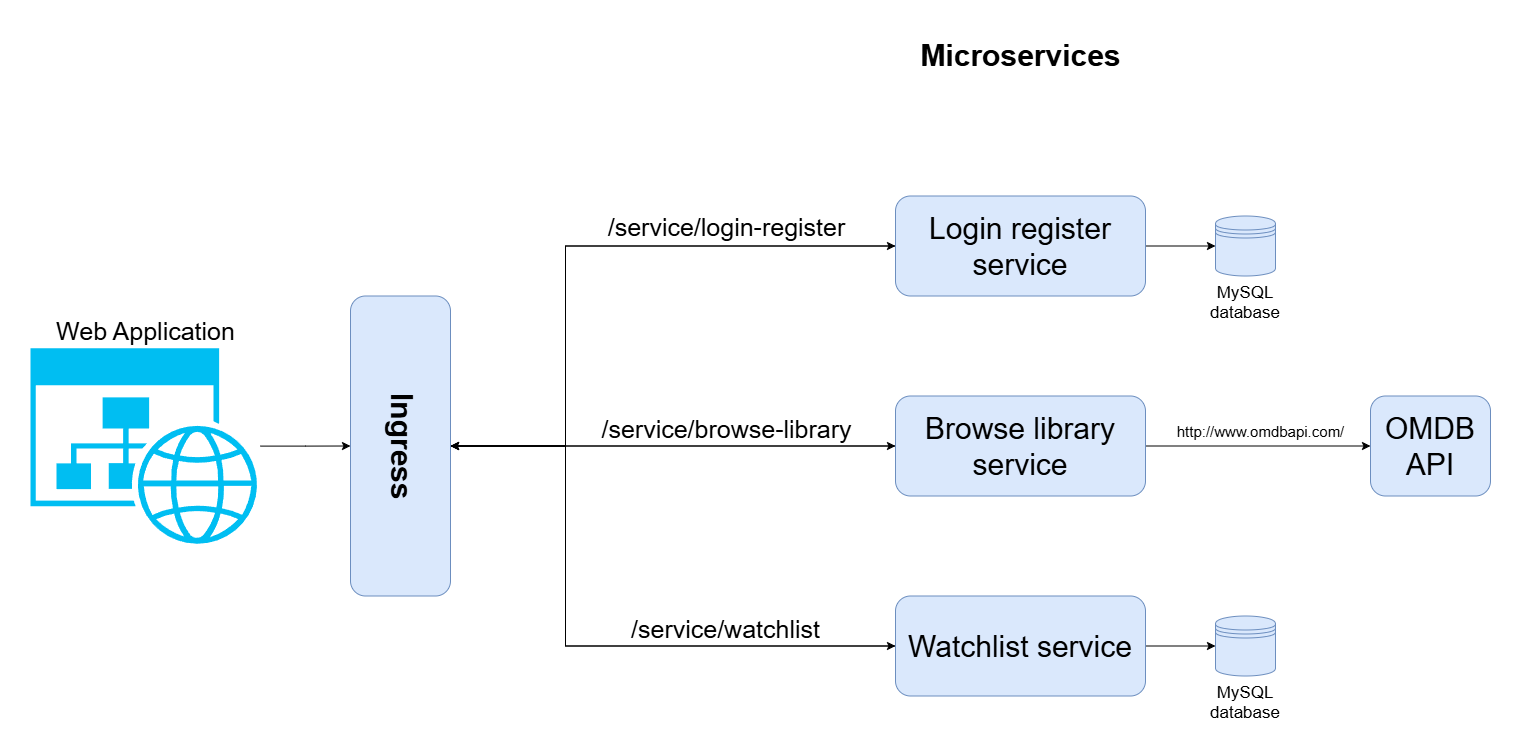 Microservices
/service/login-register
Login register
service
MySQL
database
Web Application
Ingress
/service/browse-library
Browse library
service
http://www.omdbapi.com/
OMDB
API
/service/watchlist
Watchlist service
MySQL
database